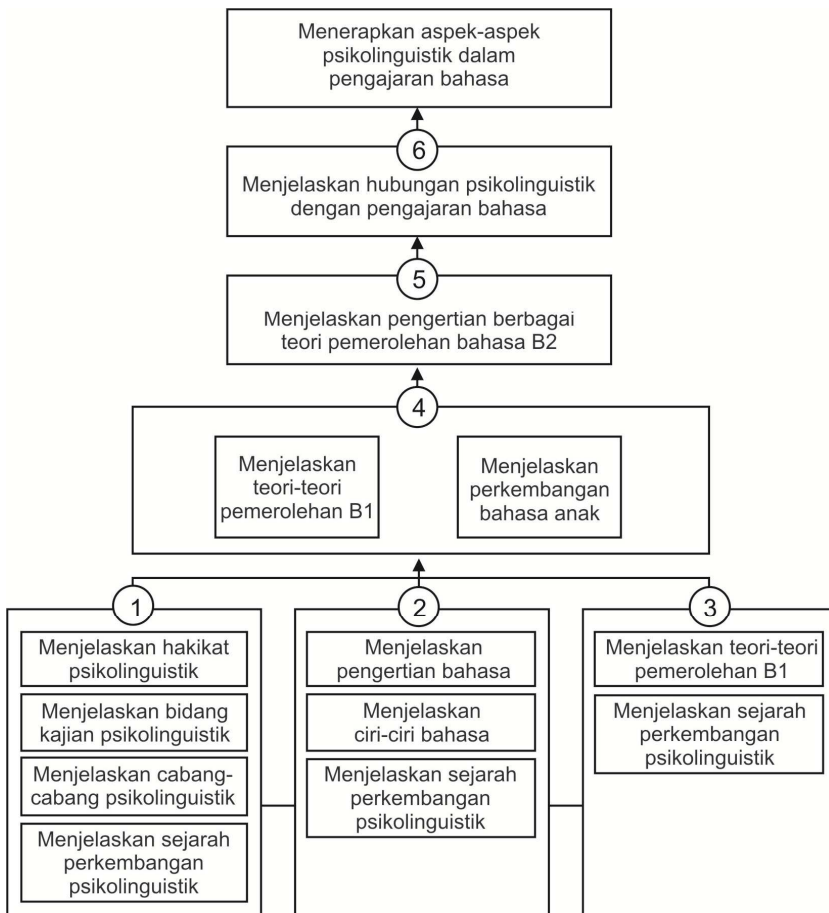 Menerapkan aspek-aspek
psikolinguistik dalam
pengajaran bahasa
6
Menjelaskan hubungan psikolinguistik
dengan pengajaran bahasa
5
Menjelaskan pengertian berbagai
teori pemerolehan bahasa B2
4
Menjelaskan
teori-teori
pemerolehan B1
Menjelaskan
perkembangan
bahasa anak
1
Menjelaskan hakikat
psikolinguistik
Menjelaskan bidang
kajian psikolinguistik
Menjelaskan cabang-
cabang psikolinguistik
Menjelaskan sejarah
perkembangan
psikolinguistik
2
Menjelaskan
pengertian bahasa
Menjelaskan
ciri-ciri bahasa
Menjelaskan sejarah
perkembangan
psikolinguistik
3
Menjelaskan teori-teori
pemerolehan B1
Menjelaskan sejarah
perkembangan
psikolinguistik